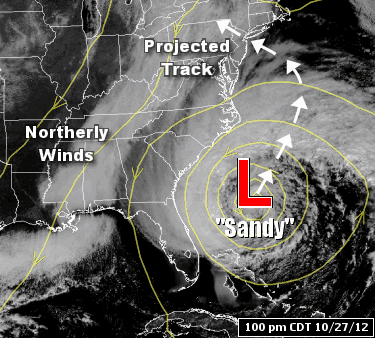 Projected
Track
Northerly
Winds
L
"Sandy"
100 pm CDT 10/27/12